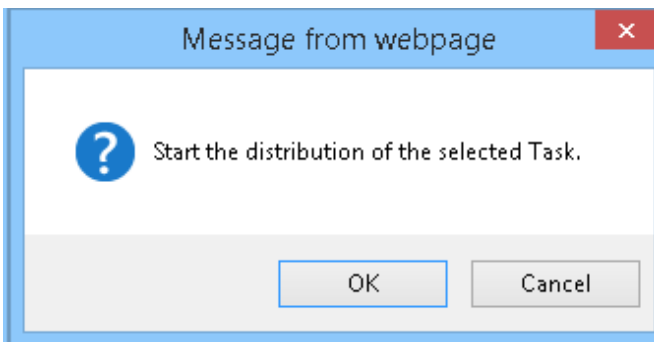 Message from webpage
Start the distribution of the selected Task.
OK
Cancel